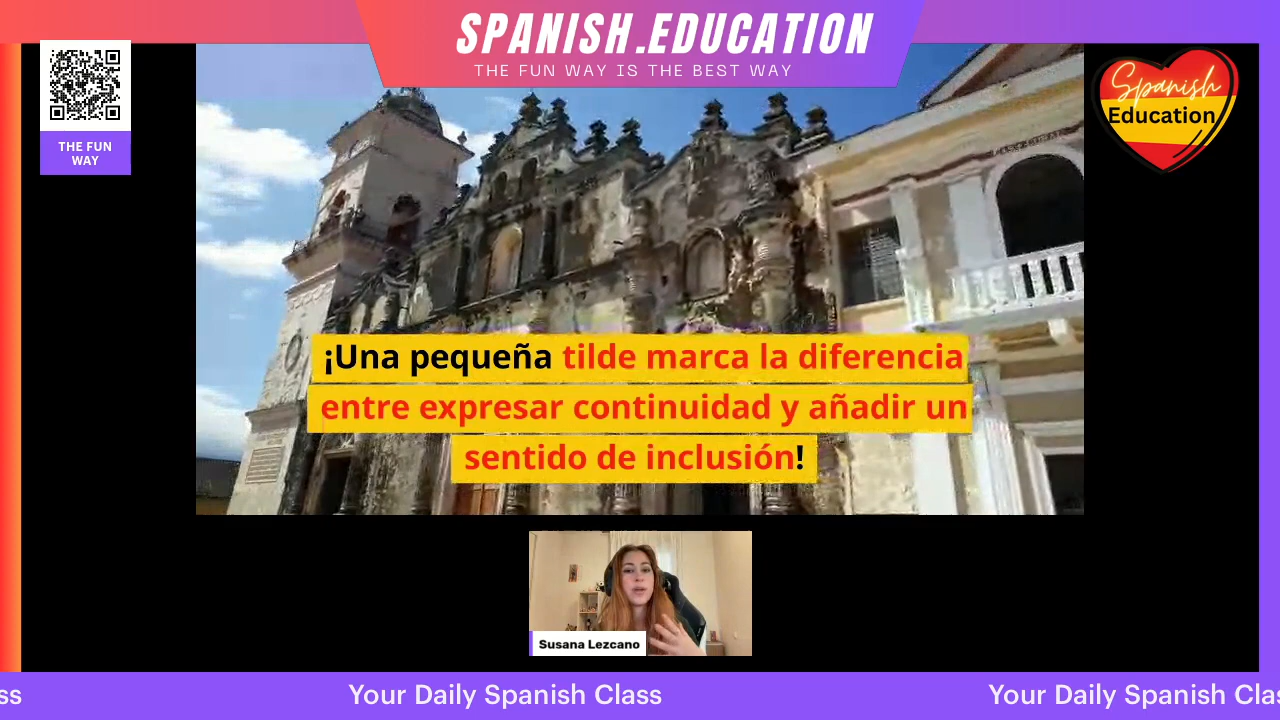 SPANISH.EDUCATION
THE FUN WAY IS THE BEST WAY
THE FUN
WAY
Spanish
Education
¡Una pequeña tilde marca la diferencia
entre expresar continuidad y añadir un
sentido de inclusión!
Susana Lezcano
ss Your Daily Spanish Class Your Daily Spanish Clas